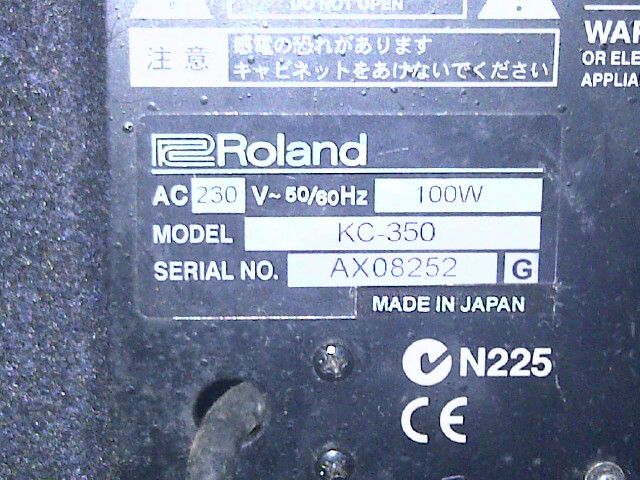 DO NOT OPEN
注意
感電の恐れがあります
キャビネットをあけないでください
WAR
OR ELE
APPLIA
Roland
AC 230 V~50/60Hz 100W
MODEL KC-350
SERIAL NO. AX08252 G
MADE IN JAPAN
N225
CE